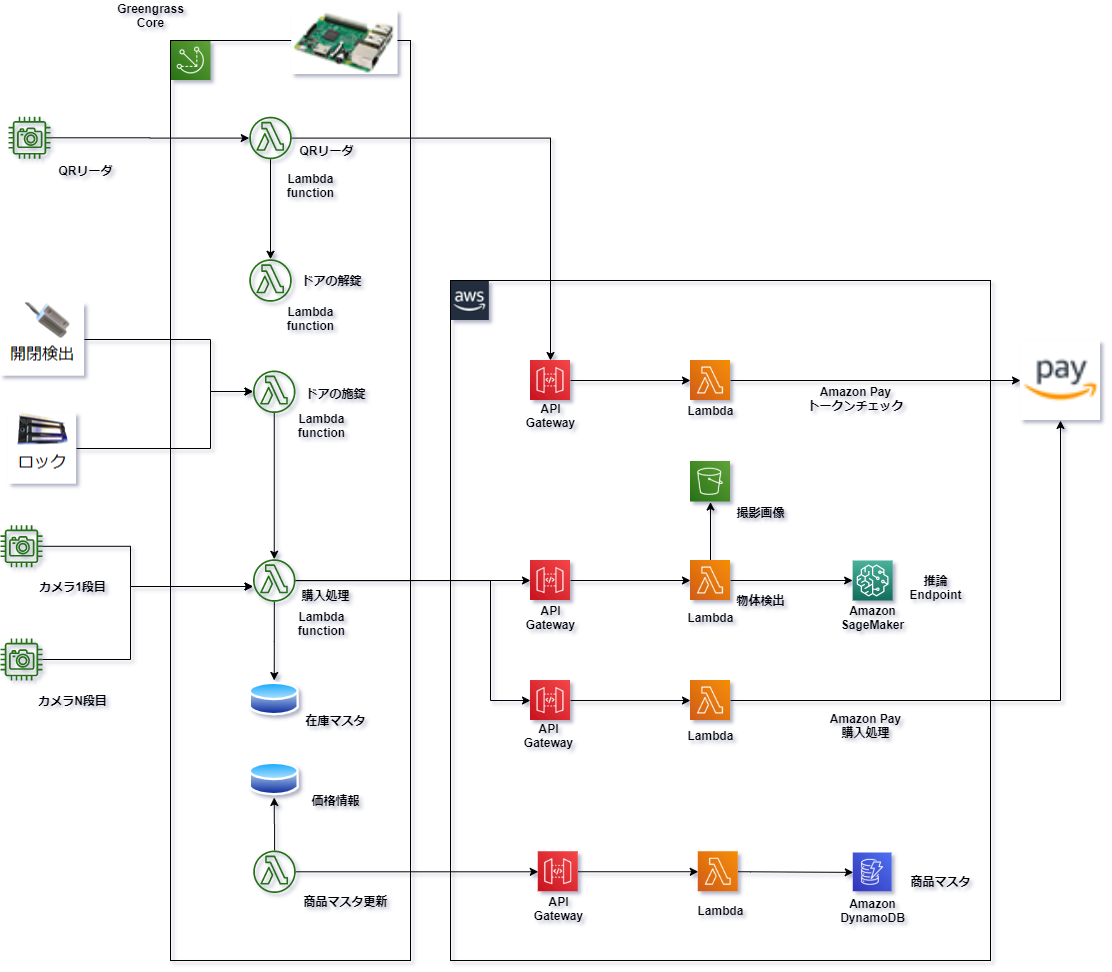 Greengrass
Core
QRリーダ
QRリーダ
Lambda
function
ドアの解錠
Lambda
function
aws
開閉検出
ドアの施錠
Lambda
function
ロック
API
Gateway
Lambda
Amazon Pay
トークンチェック
pay
撮影画像
カメラ1段目
購入処理
Lambda
function
API
Gateway
物体検出
Lambda
Amazon
SageMaker
推論
Endpoint
カメラN段目
在庫マスタ
API
Gateway
Lambda
Amazon Pay
購入処理
価格情報
商品マスタ更新
API
Gateway
Lambda
商品マスタ
Amazon
DynamoDB